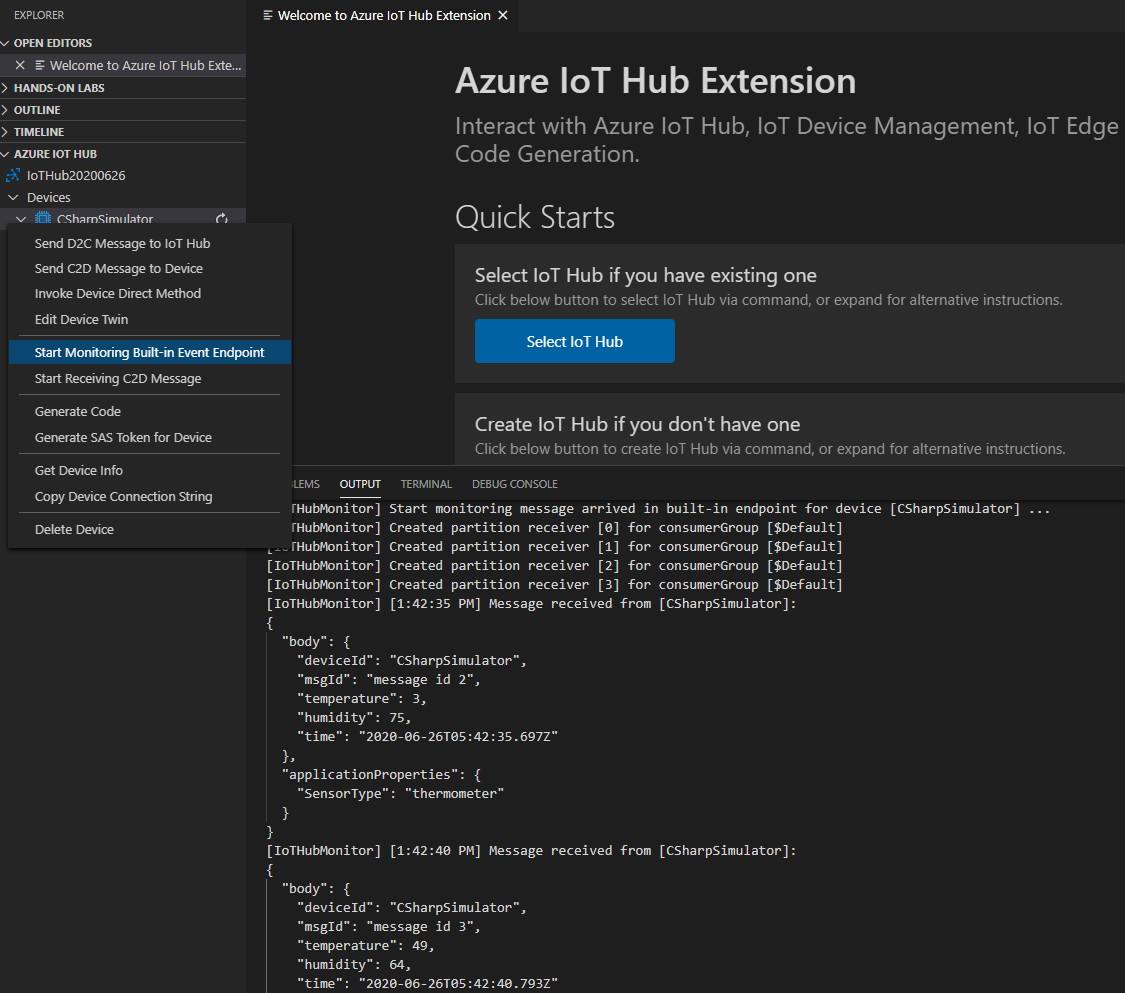 EXPLORER
OPEN EDITORS
Welcome to Azure IoT Hub Exte...
HANDS-ON LABS
OUTLINE
TIMELINE
AZURE IOT HUB
IoTHub20200626
Devices
CSharpSimulator
Send D2C Message to IoT Hub
Send C2D Message to Device
Invoke Device Direct Method
Edit Device Twin
Start Monitoring Built-in Event Endpoint
Start Receiving C2D Message
Generate Code
Generate SAS Token for Device
Get Device Info
Copy Device Connection String
Delete Device
Welcome to Azure IoT Hub Extension
Azure IoT Hub Extension
Interact with Azure IoT Hub, IoT Device Management, IoT Edge
Code Generation.
Quick Starts
Select IoT Hub if you have existing one
Click below button to select IoT Hub via command, or expand for alternative instructions.
Select IoT Hub
Create IoT Hub if you don't have one
Click below button to create IoT Hub via command, or expand for alternative instructions.
BLEMS OUTPUT TERMINAL DEBUG CONSOLE
THubMonitor] Start monitoring message arrived in built-in endpoint for device [CSharpSimulator] ...
THubMonitor] Created partition receiver [0] for consumerGroup [$Default]
[IoTHubMonitor] Created partition receiver [1] for consumerGroup [$Default]
[IoTHubMonitor] Created partition receiver [2] for consumerGroup [$Default]
[IoTHubMonitor] Created partition receiver [3] for consumerGroup [$Default]
[IoTHubMonitor] [1:42:35 PM] Message received from [CSharpSimulator]:
{
"body": {
"deviceId": "CSharpSimulator",
"msgId": "message id 2",
"temperature": 3,
"humidity": 75,
"time": "2020-06-26T05:42:35.697Z"
},
"applicationProperties": {
"SensorType": "thermometer"
}
}
[IoTHubMonitor] [1:42:40 PM] Message received from [CSharpSimulator]:
{
"body": {
"deviceId": "CSharpSimulator",
"msgId": "message id 3",
"temperature": 49,
"humidity": 64,
"time": "2020-06-26T05:42:40.793Z"